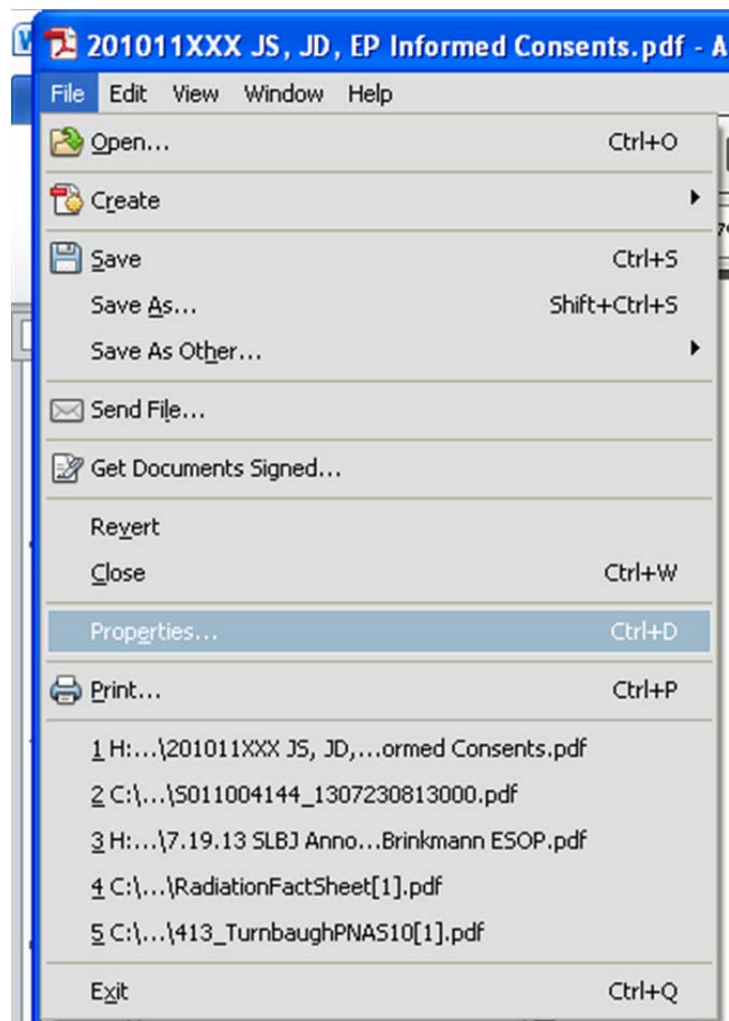 201011XXX JS, JD, EP Informed Consents.pdf - A
File Edit View Window Help
Open... Ctrl+O
Create
Save Ctrl+S
Save As... Shift+Ctrl+S
Save As Other...
Send File...
Get Documents Signed...
Revert
Close Ctrl+W
Properties... Ctrl+D
Print... Ctrl+P
1 H:...\201011XXX JS, JD,...ormed Consents.pdf
2 C:\...\S011004144_1307230813000.pdf
3 H:...\7.19.13 SLBJ Anno...Brinkmann ESOP.pdf
4 C:\...\RadiationFactSheet[1].pdf
5 C:\...\413_TurnbaughPNAS10[1].pdf
Exit Ctrl+Q